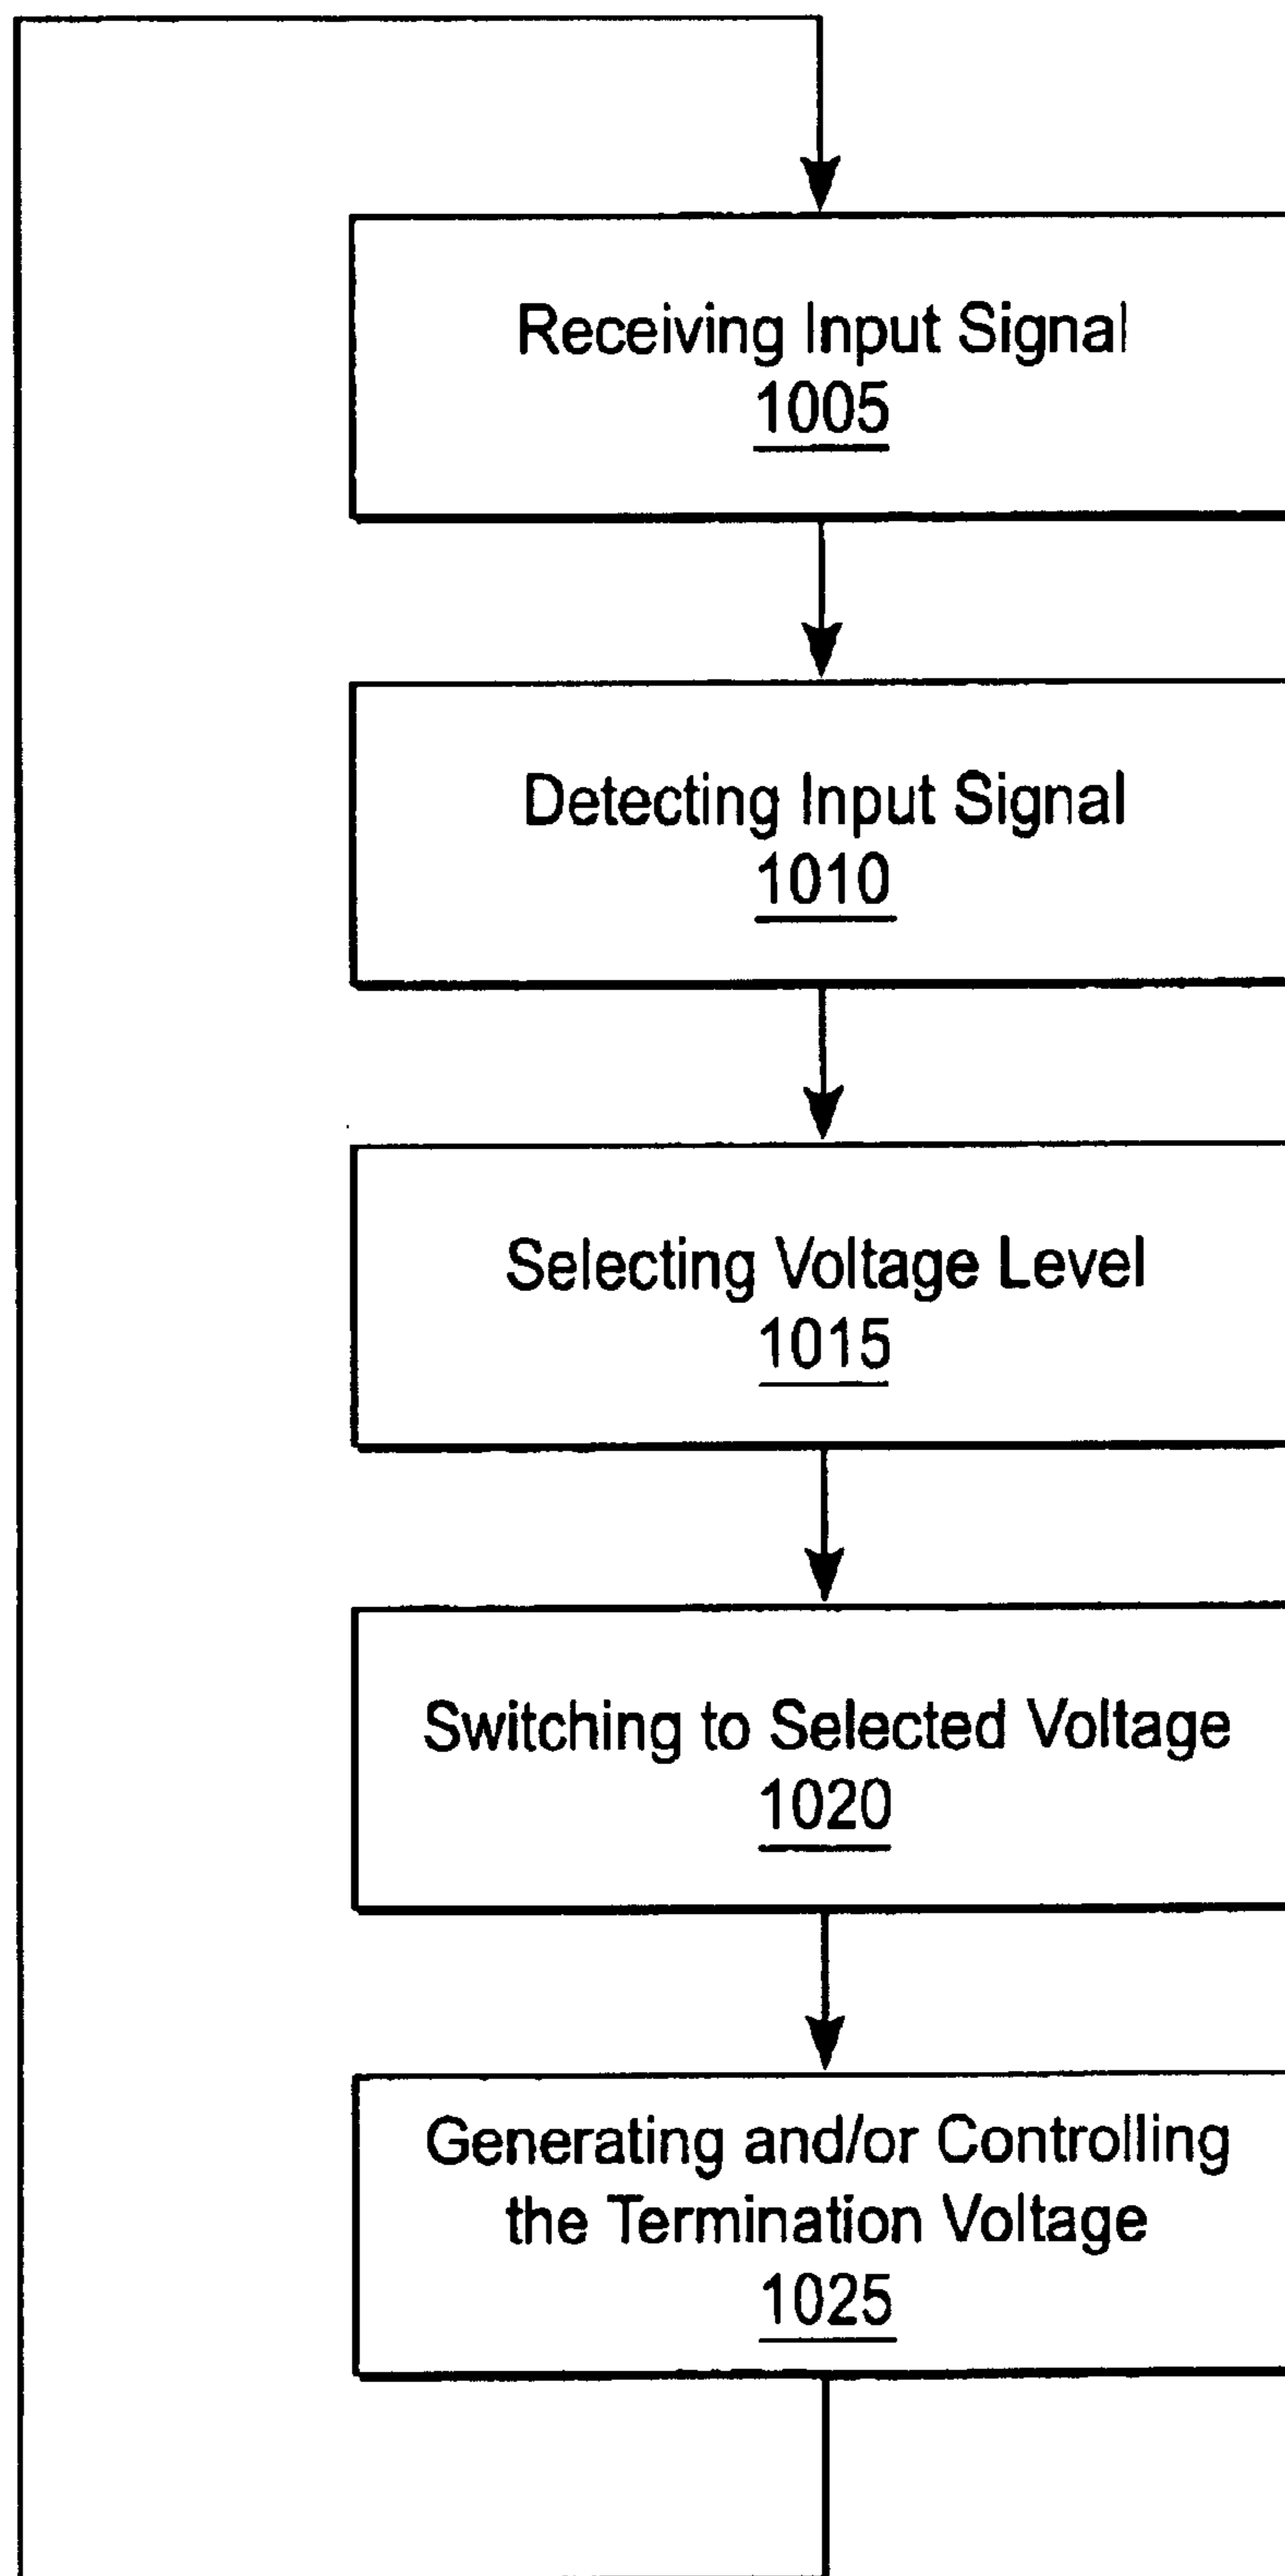 Receiving Input Signal
1005
Detecting Input Signal
1010
Selecting Voltage Level
1015
Switching to Selected Voltage
1020
Generating and/or Controlling
the Termination Voltage
1025